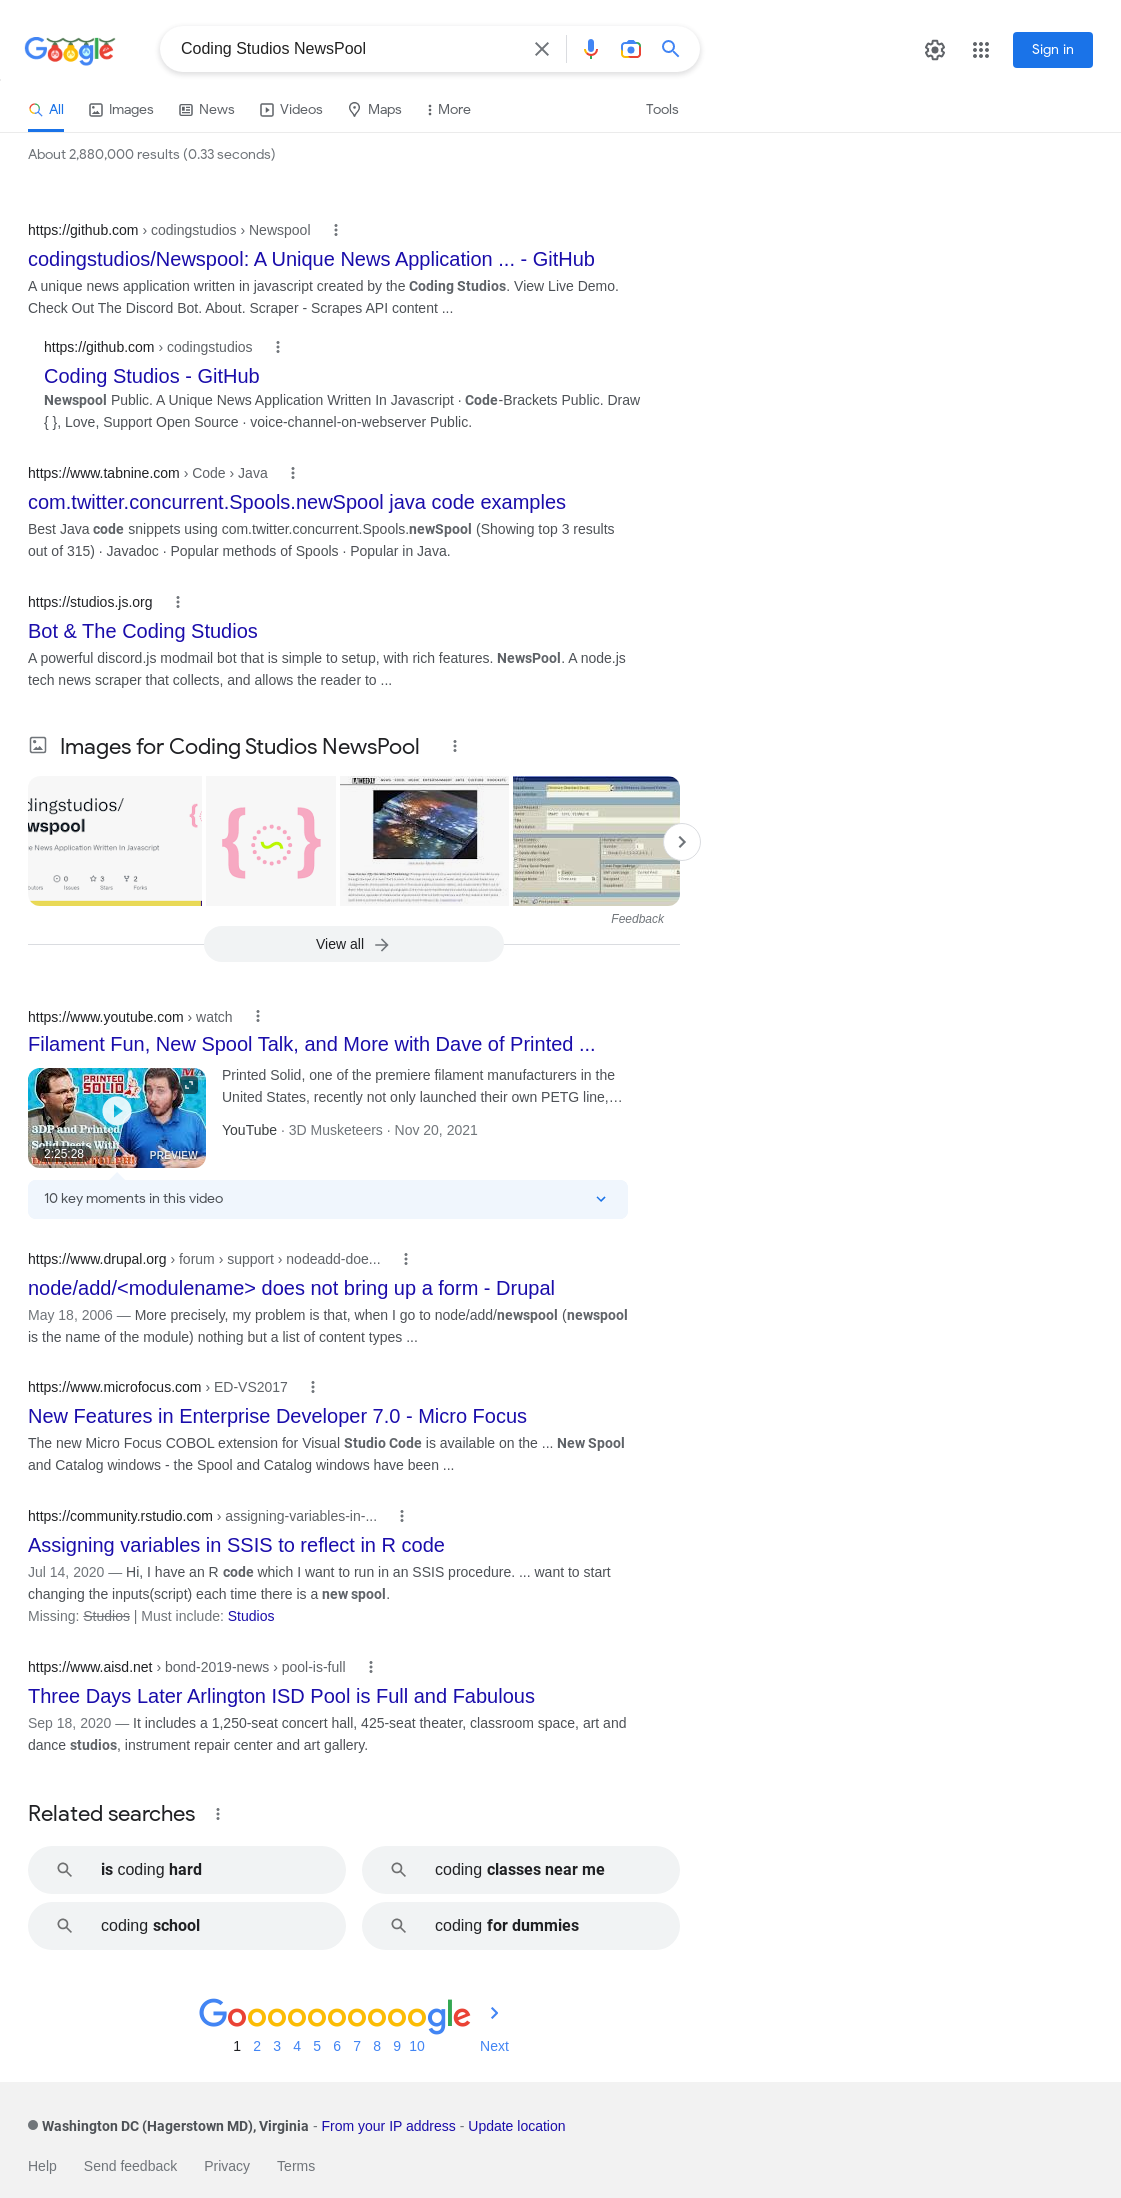 Google
Coding Studios NewsPool
Sign in
All
Images
News
Videos
Maps
More
Tools
About 2,880,000 results (0.33 seconds)
https://github.com › codingstudios › Newspool
codingstudios/Newspool: A Unique News Application ... - GitHub
A unique news application written in javascript created by the Coding Studios. View Live Demo.
Check Out The Discord Bot. About. Scraper - Scrapes API content ...
https://github.com › codingstudios
Coding Studios - GitHub
Newspool Public. A Unique News Application Written In Javascript · Code-Brackets Public. Draw
{ }, Love, Support Open Source · voice-channel-on-webserver Public.
https://www.tabnine.com › Code › Java
com.twitter.concurrent.Spools.newSpool java code examples
Best Java code snippets using com.twitter.concurrent.Spools.newSpool (Showing top 3 results
out of 315) · Javadoc · Popular methods of Spools · Popular in Java.
https://studios.js.org
Bot & The Coding Studios
A powerful discord.js modmail bot that is simple to setup, with rich features. NewsPool. A node.js
tech news scraper that collects, and allows the reader to ...
Images for Coding Studios NewsPool
dingstudios/
wspool
e News Application Written In Javascript
0
Issues
3
Stars
2
Forks
Feedback
View all
https://www.youtube.com › watch
Filament Fun, New Spool Talk, and More with Dave of Printed ...
PRINTED
SOLID
3DP and Printed
Solid Deets With
2:25:28
PREVIEW
Printed Solid, one of the premiere filament manufacturers in the
United States, recently not only launched their own PETG line,…
YouTube · 3D Musketeers · Nov 20, 2021
10 key moments in this video
https://www.drupal.org › forum › support › nodeadd-doe...
node/add/<modulename> does not bring up a form - Drupal
May 18, 2006 — More precisely, my problem is that, when I go to node/add/newspool (newspool
is the name of the module) nothing but a list of content types ...
https://www.microfocus.com › ED-VS2017
New Features in Enterprise Developer 7.0 - Micro Focus
The new Micro Focus COBOL extension for Visual Studio Code is available on the ... New Spool
and Catalog windows - the Spool and Catalog windows have been ...
https://community.rstudio.com › assigning-variables-in-...
Assigning variables in SSIS to reflect in R code
Jul 14, 2020 — Hi, I have an R code which I want to run in an SSIS procedure. ... want to start
changing the inputs(script) each time there is a new spool.
Missing: Studios | Must include: Studios
https://www.aisd.net › bond-2019-news › pool-is-full
Three Days Later Arlington ISD Pool is Full and Fabulous
Sep 18, 2020 — It includes a 1,250-seat concert hall, 425-seat theater, classroom space, art and
dance studios, instrument repair center and art gallery.
Related searches
is coding hard
coding classes near me
coding school
coding for dummies
Goooooooooogle
1 2 3 4 5 6 7 8 9 10 Next
Washington DC (Hagerstown MD), Virginia - From your IP address - Update location
Help Send feedback Privacy Terms